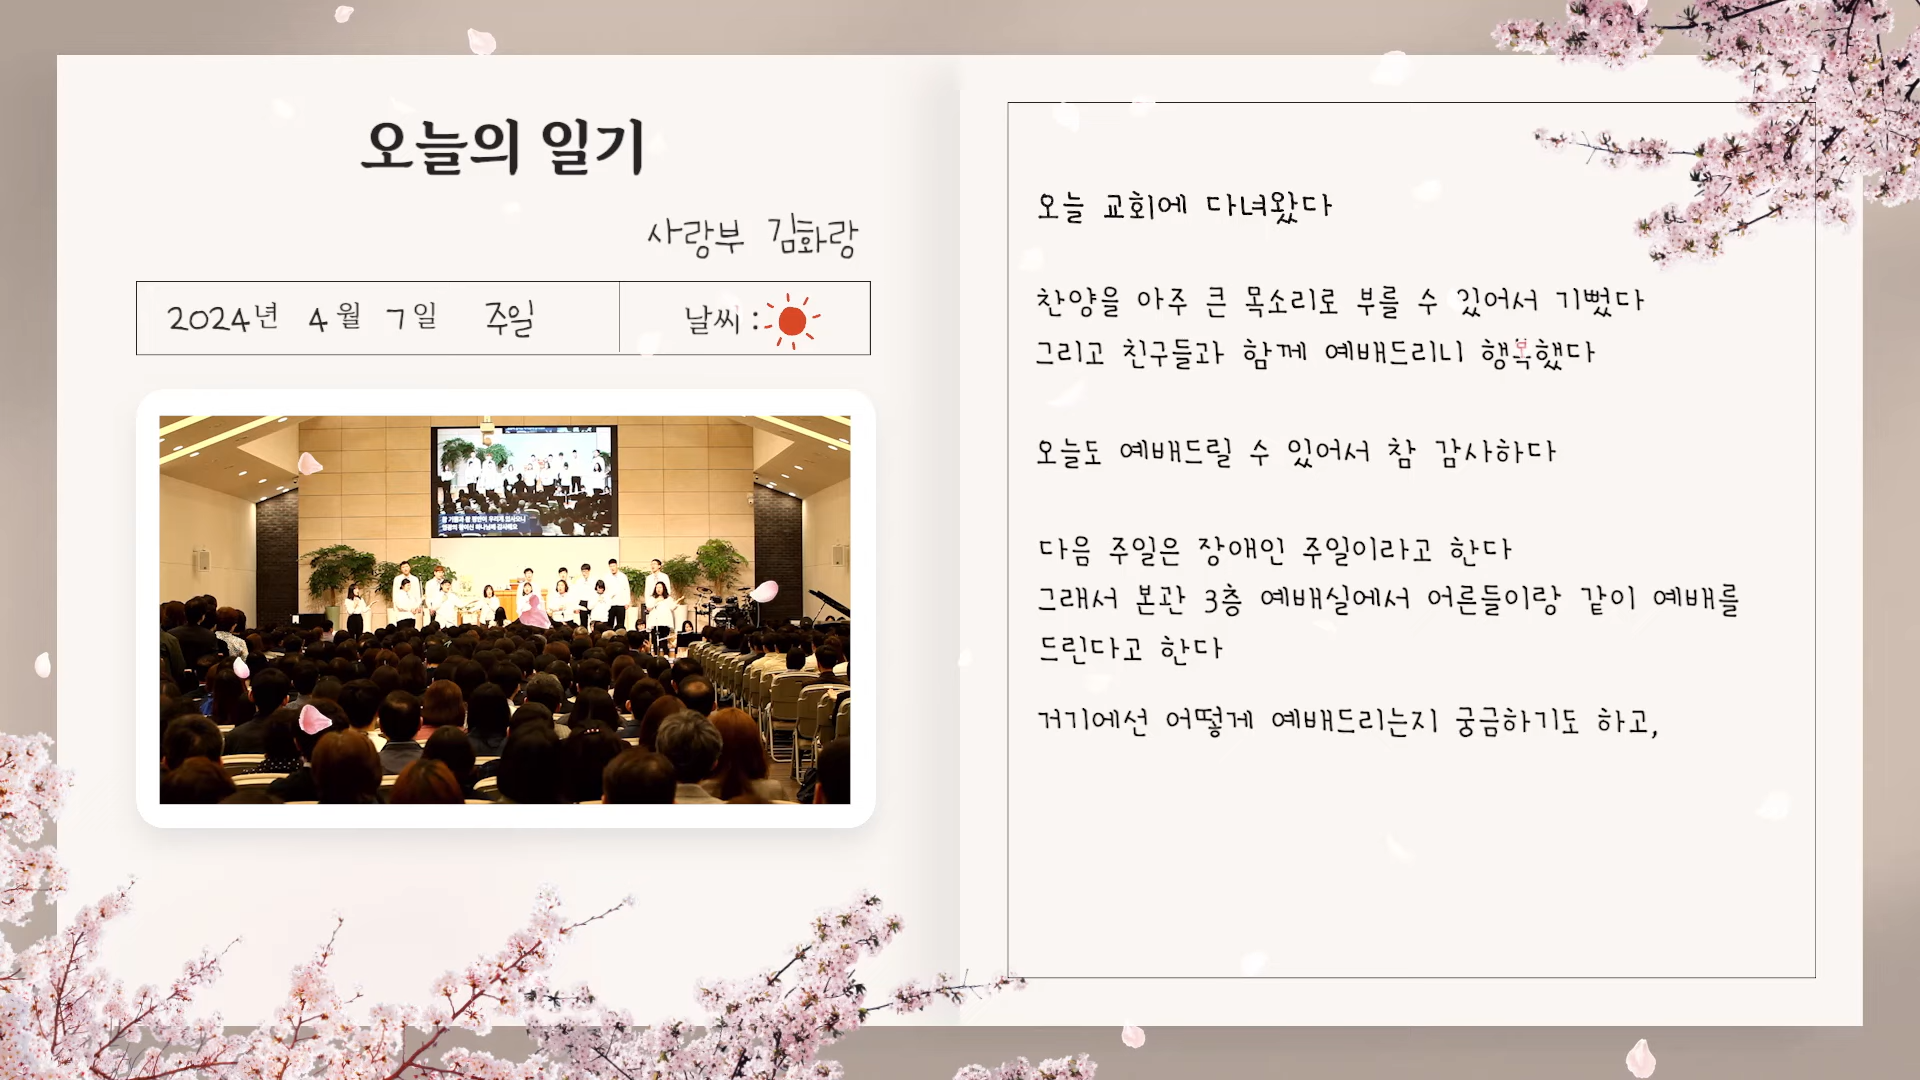 오늘의 일기
사랑부 김화랑
2024년 4월 7일 주일
날씨 :
오늘 교회에 다녀왔다
찬양을 아주 큰 목소리로 부를 수 있어서 기뻤다
그리고 친구들과 함께 예배드리니 행복했다
오늘도 예배드릴 수 있어서 참 감사하다
다음 주일은 장애인 주일이라고 한다
그래서 본관 3층 예배실에서 어른들이랑 같이 예배를
드린다고 한다
거기에선 어떻게 예배드리는지 궁금하기도 하고,